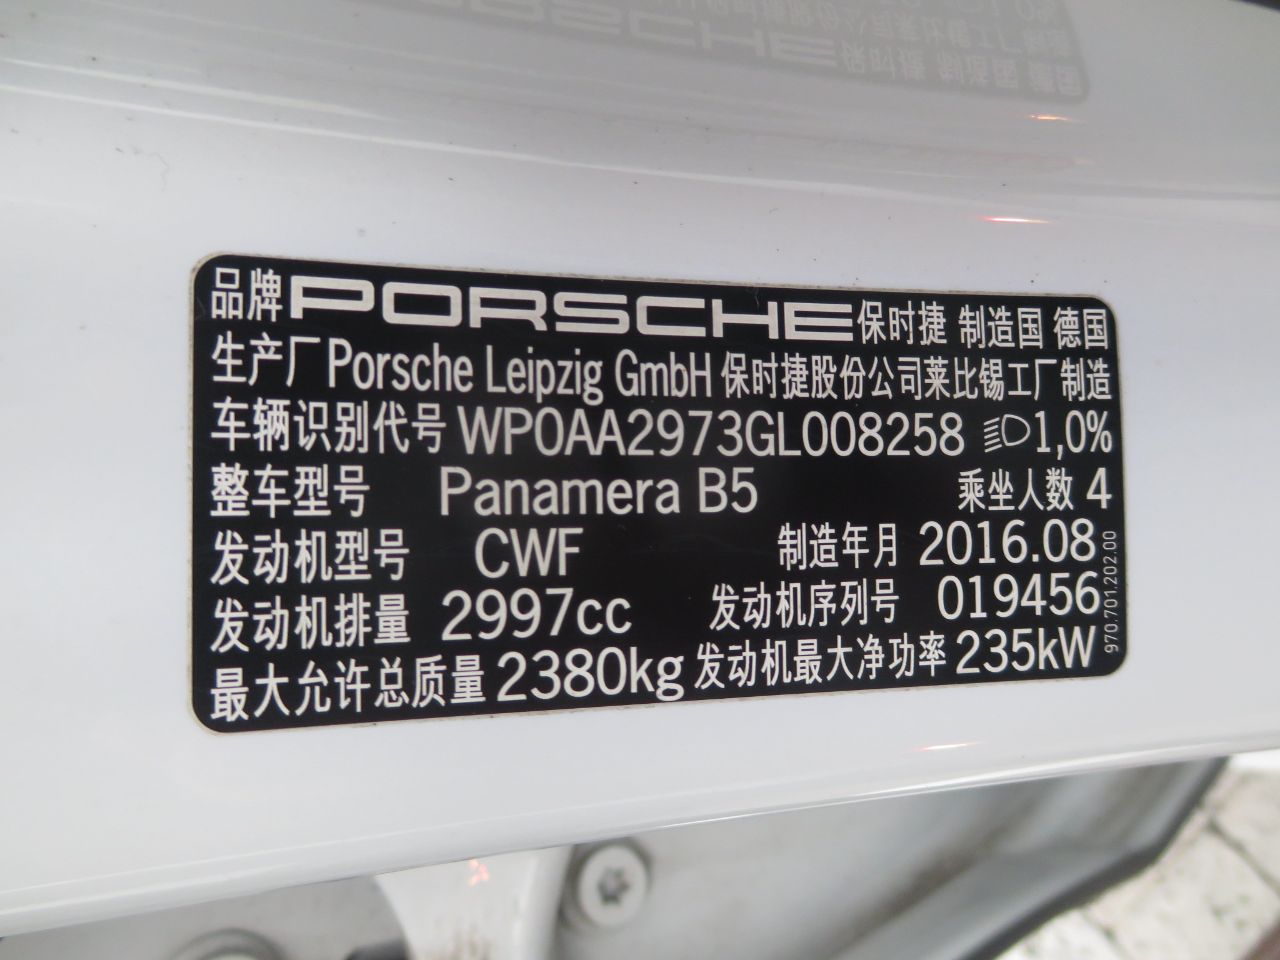 品牌 PORSCHE 保时捷 制造国 德国
生产厂 Porsche Leipzig GmbH 保时捷股份公司莱比锡工厂制造
车辆识别代号 WP0AA2973GL008258 1,0%
整车型号 Panamera B5 乘坐人数 4
发动机型号 CWF 制造年月 2016.08
发动机排量 2997cc 发动机序列号 019456
最大允许总质量 2380kg 发动机最大净功率 235kW
970.701.202.00